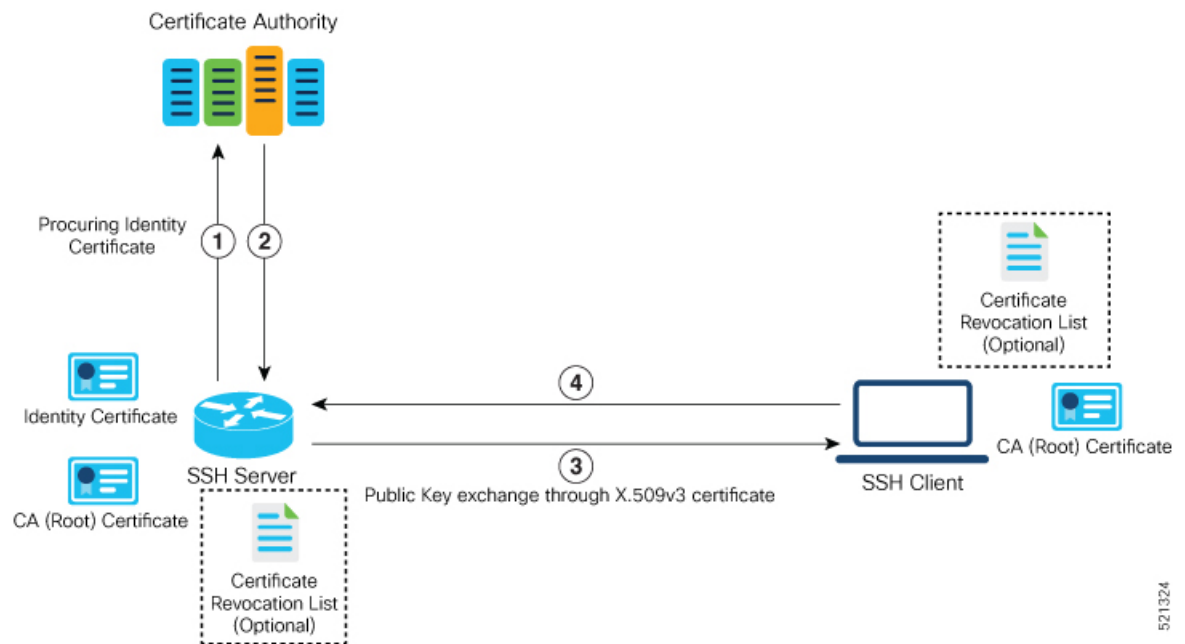 Certificate Authority
Procuring Identity
Certificate
1
2
Certificate
Revocation List
(Optional)
4
Identity Certificate
CA (Root) Certificate
SSH Server
3
SSH Client
Public Key exchange through X.509v3 certificate
CA (Root) Certificate
Certificate
Revocation List
(Optional)
521324